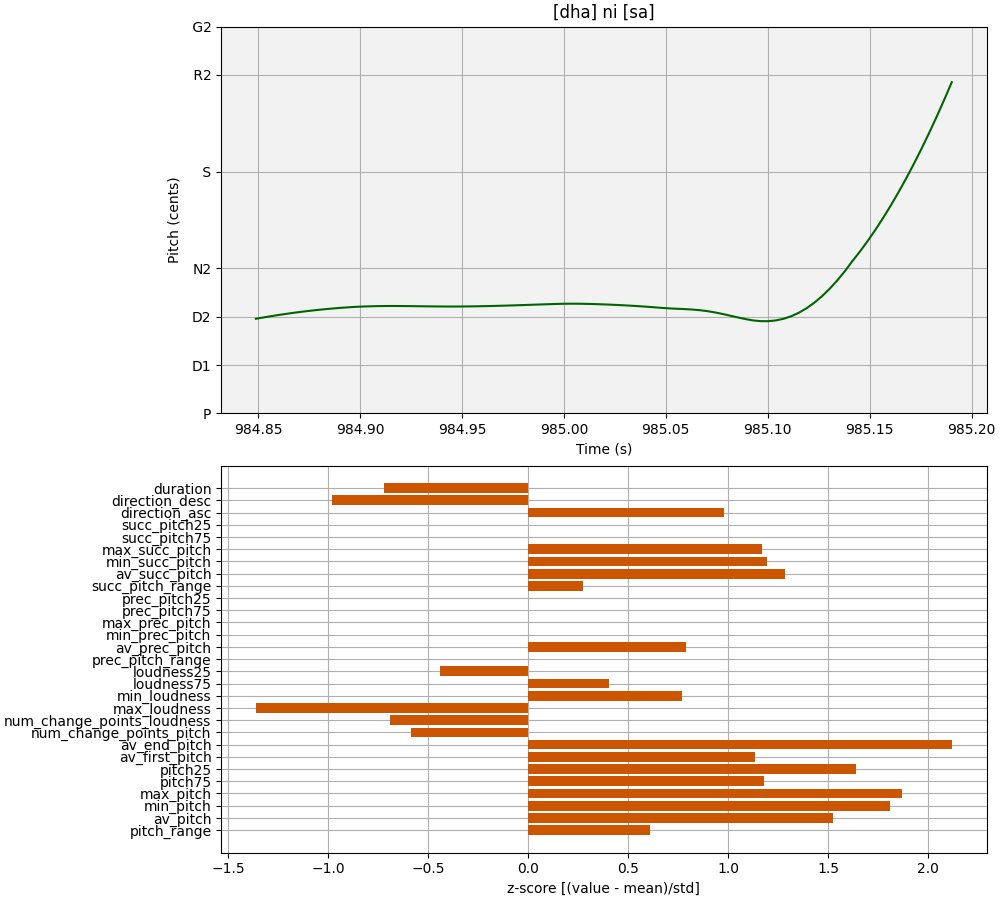 [dha] ni [sa]
G2
R2
S
N2
D2
D1
P
Pitch (cents)
984.85 984.90 984.95 985.00 985.05 985.10 985.15 985.20
Time (s)
duration
direction_desc
direction_asc
succ_pitch25
succ_pitch75
max_succ_pitch
min_succ_pitch
av_succ_pitch
succ_pitch_range
prec_pitch25
prec_pitch75
max_prec_pitch
min_prec_pitch
av_prec_pitch
prec_pitch_range
loudness25
loudness75
min_loudness
max_loudness
num_change_points_loudness
num_change_points_pitch
av_end_pitch
av_first_pitch
pitch25
pitch75
max_pitch
min_pitch
av_pitch
pitch_range
−1.5 −1.0 −0.5 0.0 0.5 1.0 1.5 2.0
z-score [(value - mean)/std]